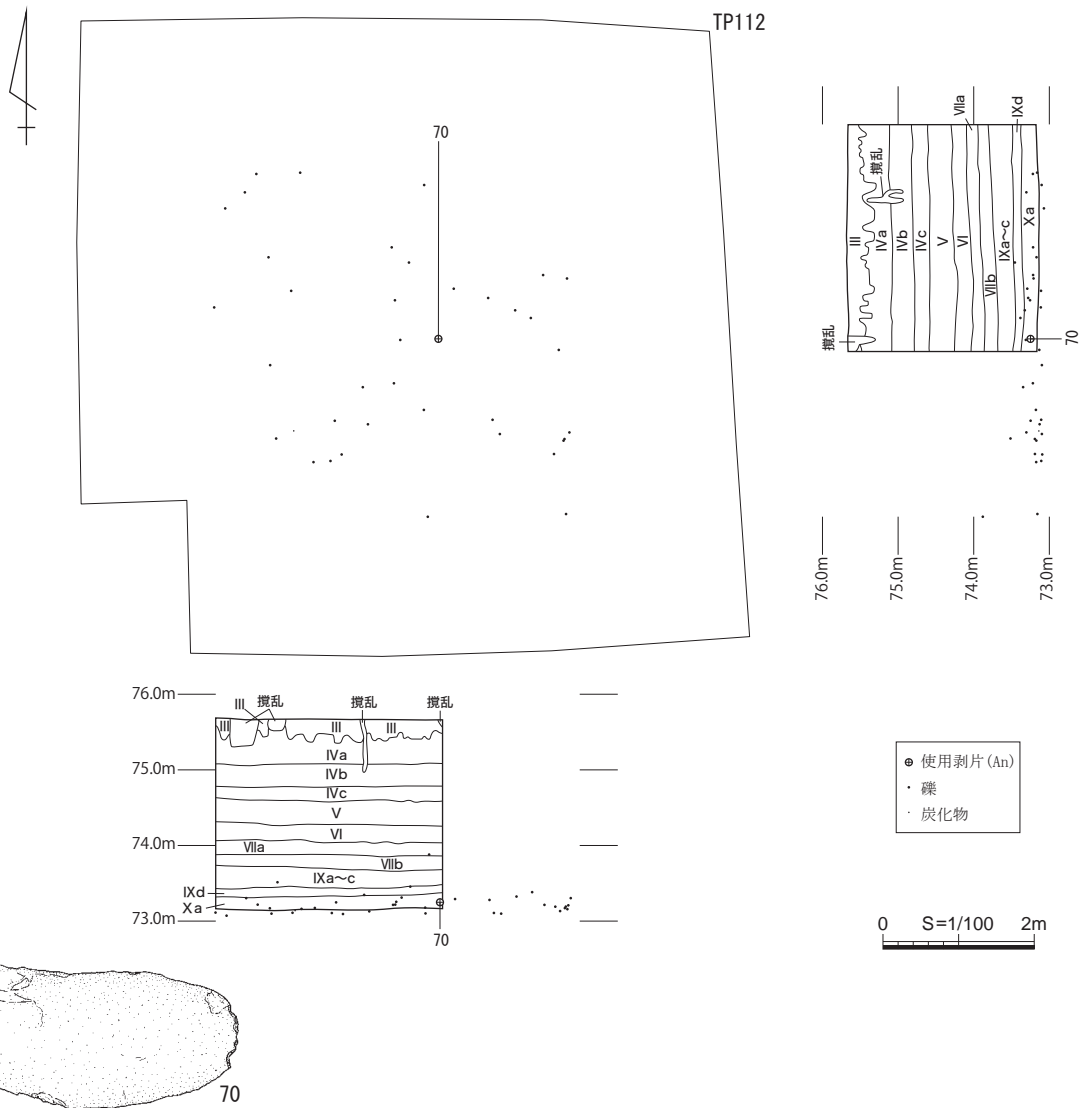 TP112
70
VIIa
IXd
撹乱
III
IVa
IVb
IVc
V
VI
VIIb
IXa～c
Xa
撹乱
70
76.0m
75.0m
74.0m
73.0m
76.0m
75.0m
74.0m
73.0m
III
撹乱
撹乱
撹乱
III
III
III
IVa
IVb
IVc
V
VI
VIIa
VIIb
IXa～c
IXd
Xa
70
使用剥片(An)
礫
炭化物
0 S=1/100 2m
70